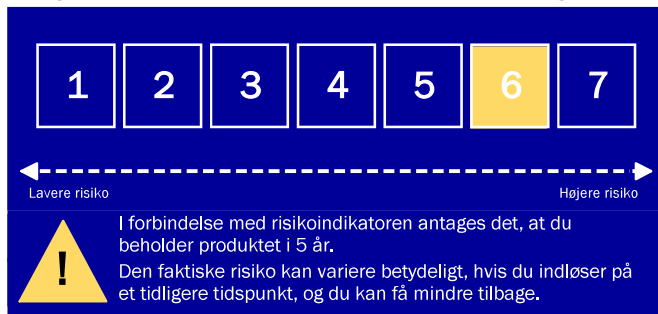 1 2 3 4 5 6 7
Lavere risiko Højere risiko
!
I forbindelse med risikoindikatoren antages det, at du
beholder produktet i 5 år.
Den faktiske risiko kan variere betydeligt, hvis du indløser på
et tidligere tidspunkt, og du kan få mindre tilbage.